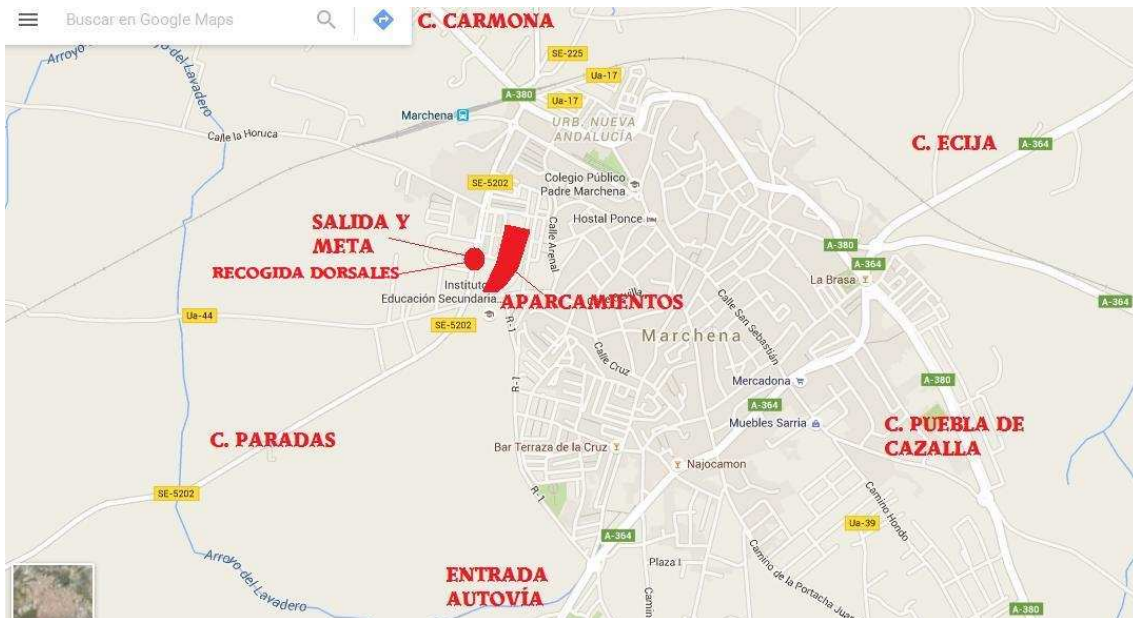 Buscar en Google Maps
C. CARMONA
Arroyo
Arroyo del Lavadero
SE-225
Ua-17
A-380
Ua-17
Marchena
URB. NUEVA
ANDALUCÍA
Calle la Horuca
C. ECIJA
A-364
Colegio Público
Padre Marchena
SE-5202
Hostal Ponce
Calle Arenal
SALIDA Y
META
RECOGIDA DORSALES
A-380
A-364
La Brasa
A-364
Instituto
Educación Secundaria...
APARCAMIENTOS
Calle San Sebastián
Ua-44
SE-5202
R-1
Marchena
Calle Cruz
R-1
Mercadona
A-380
A-364
Muebles Sarria
C. PUEBLA DE
CAZALLA
C. PARADAS
Bar Terraza de la Cruz
Najocamon
SE-5202
R-1
Camino Hondo
Ua-39
A-364
Arroyo del Lavadero
Plaza I
ENTRADA
AUTOVÍA
Camino
Camino de la Portacha Juan
A-380